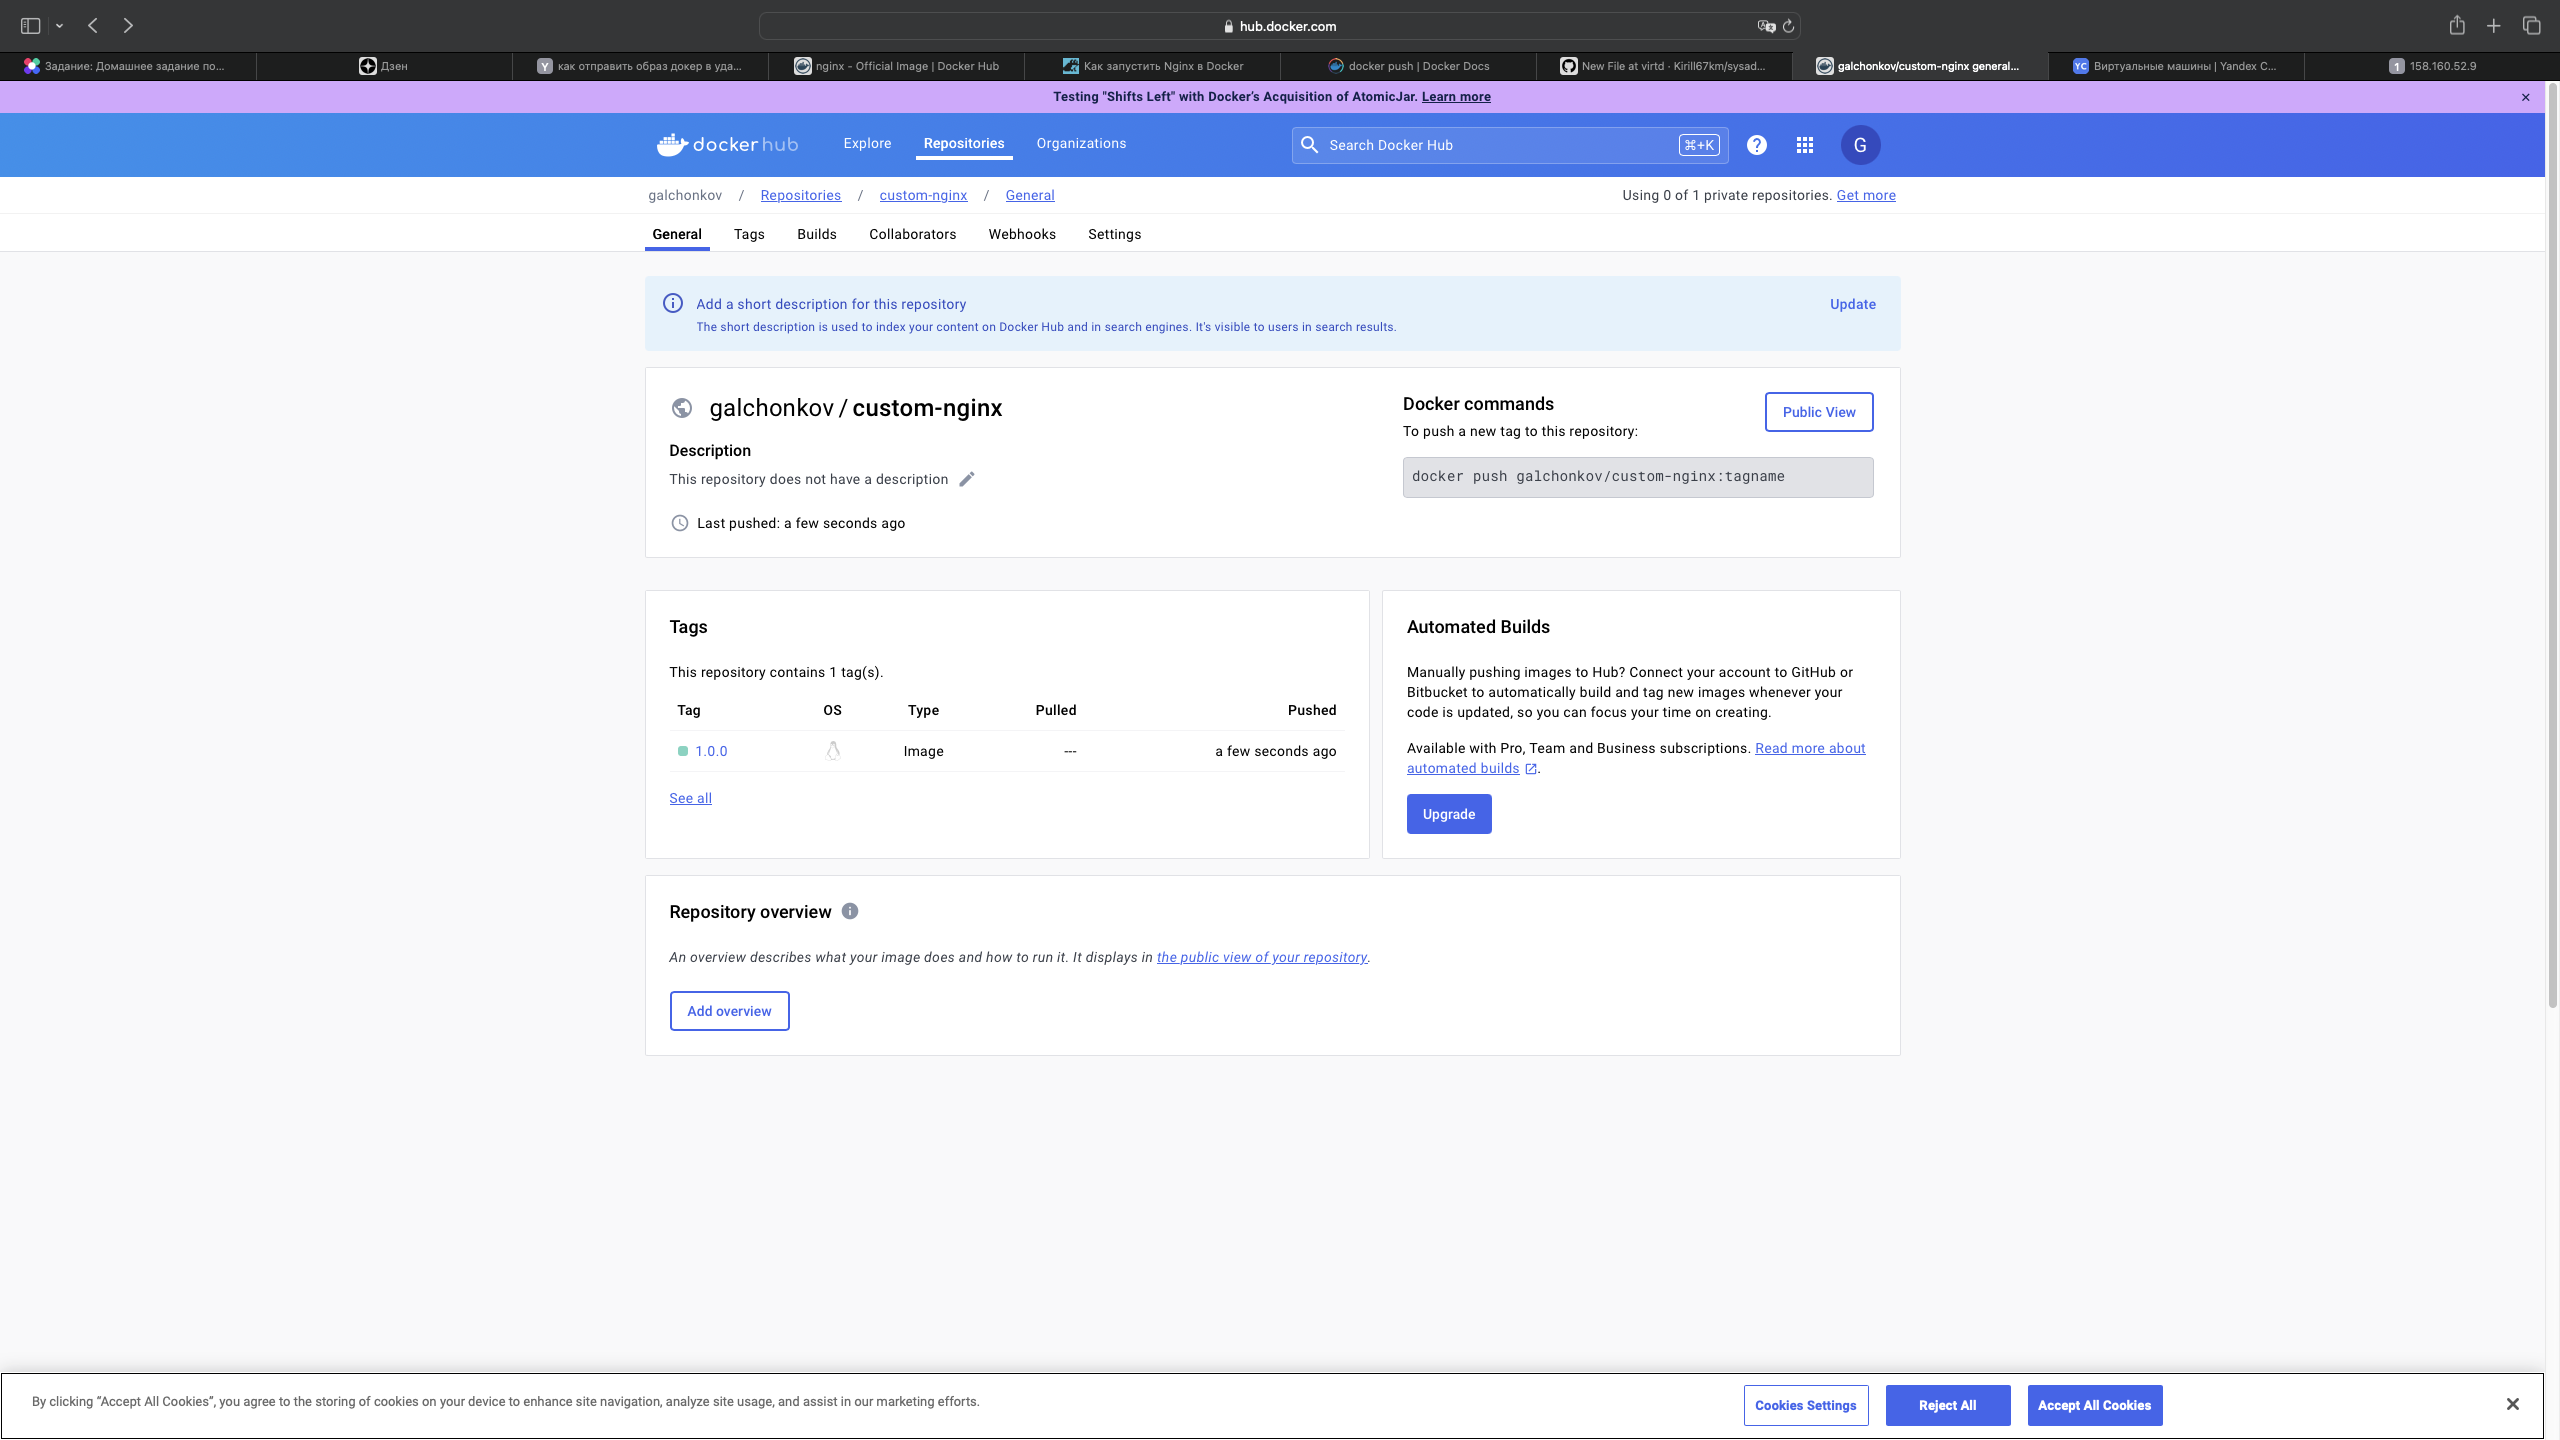 hub.docker.com
Задание: Домашнее задание по...
Дзен
как отправить образ докер в уда...
nginx - Official Image | Docker Hub
Как запустить Nginx в Docker
docker push | Docker Docs
New File at virtd · Kirill67km/sysad...
galchonkov/custom-nginx general...
YC Виртуальные машины | Yandex C...
1 158.160.52.9
Testing "Shifts Left" with Docker’s Acquisition of AtomicJar. Learn more
docker hub
Explore
Repositories
Organizations
Search Docker Hub
⌘+K
G
galchonkov / Repositories / custom-nginx / General
Using 0 of 1 private repositories. Get more
General
Tags
Builds
Collaborators
Webhooks
Settings
Add a short description for this repository
Update
The short description is used to index your content on Docker Hub and in search engines. It's visible to users in search results.
galchonkov / custom-nginx
Description
This repository does not have a description
Last pushed: a few seconds ago
Docker commands
Public View
To push a new tag to this repository:
docker push galchonkov/custom-nginx:tagname
Tags
This repository contains 1 tag(s).
Tag OS Type Pulled Pushed
1.0.0 Image --- a few seconds ago
See all
Automated Builds
Manually pushing images to Hub? Connect your account to GitHub or
Bitbucket to automatically build and tag new images whenever your
code is updated, so you can focus your time on creating.
Available with Pro, Team and Business subscriptions. Read more about
automated builds .
Upgrade
Repository overview
An overview describes what your image does and how to run it. It displays in the public view of your repository.
Add overview
By clicking “Accept All Cookies”, you agree to the storing of cookies on your device to enhance site navigation, analyze site usage, and assist in our marketing efforts.
Cookies Settings
Reject All
Accept All Cookies